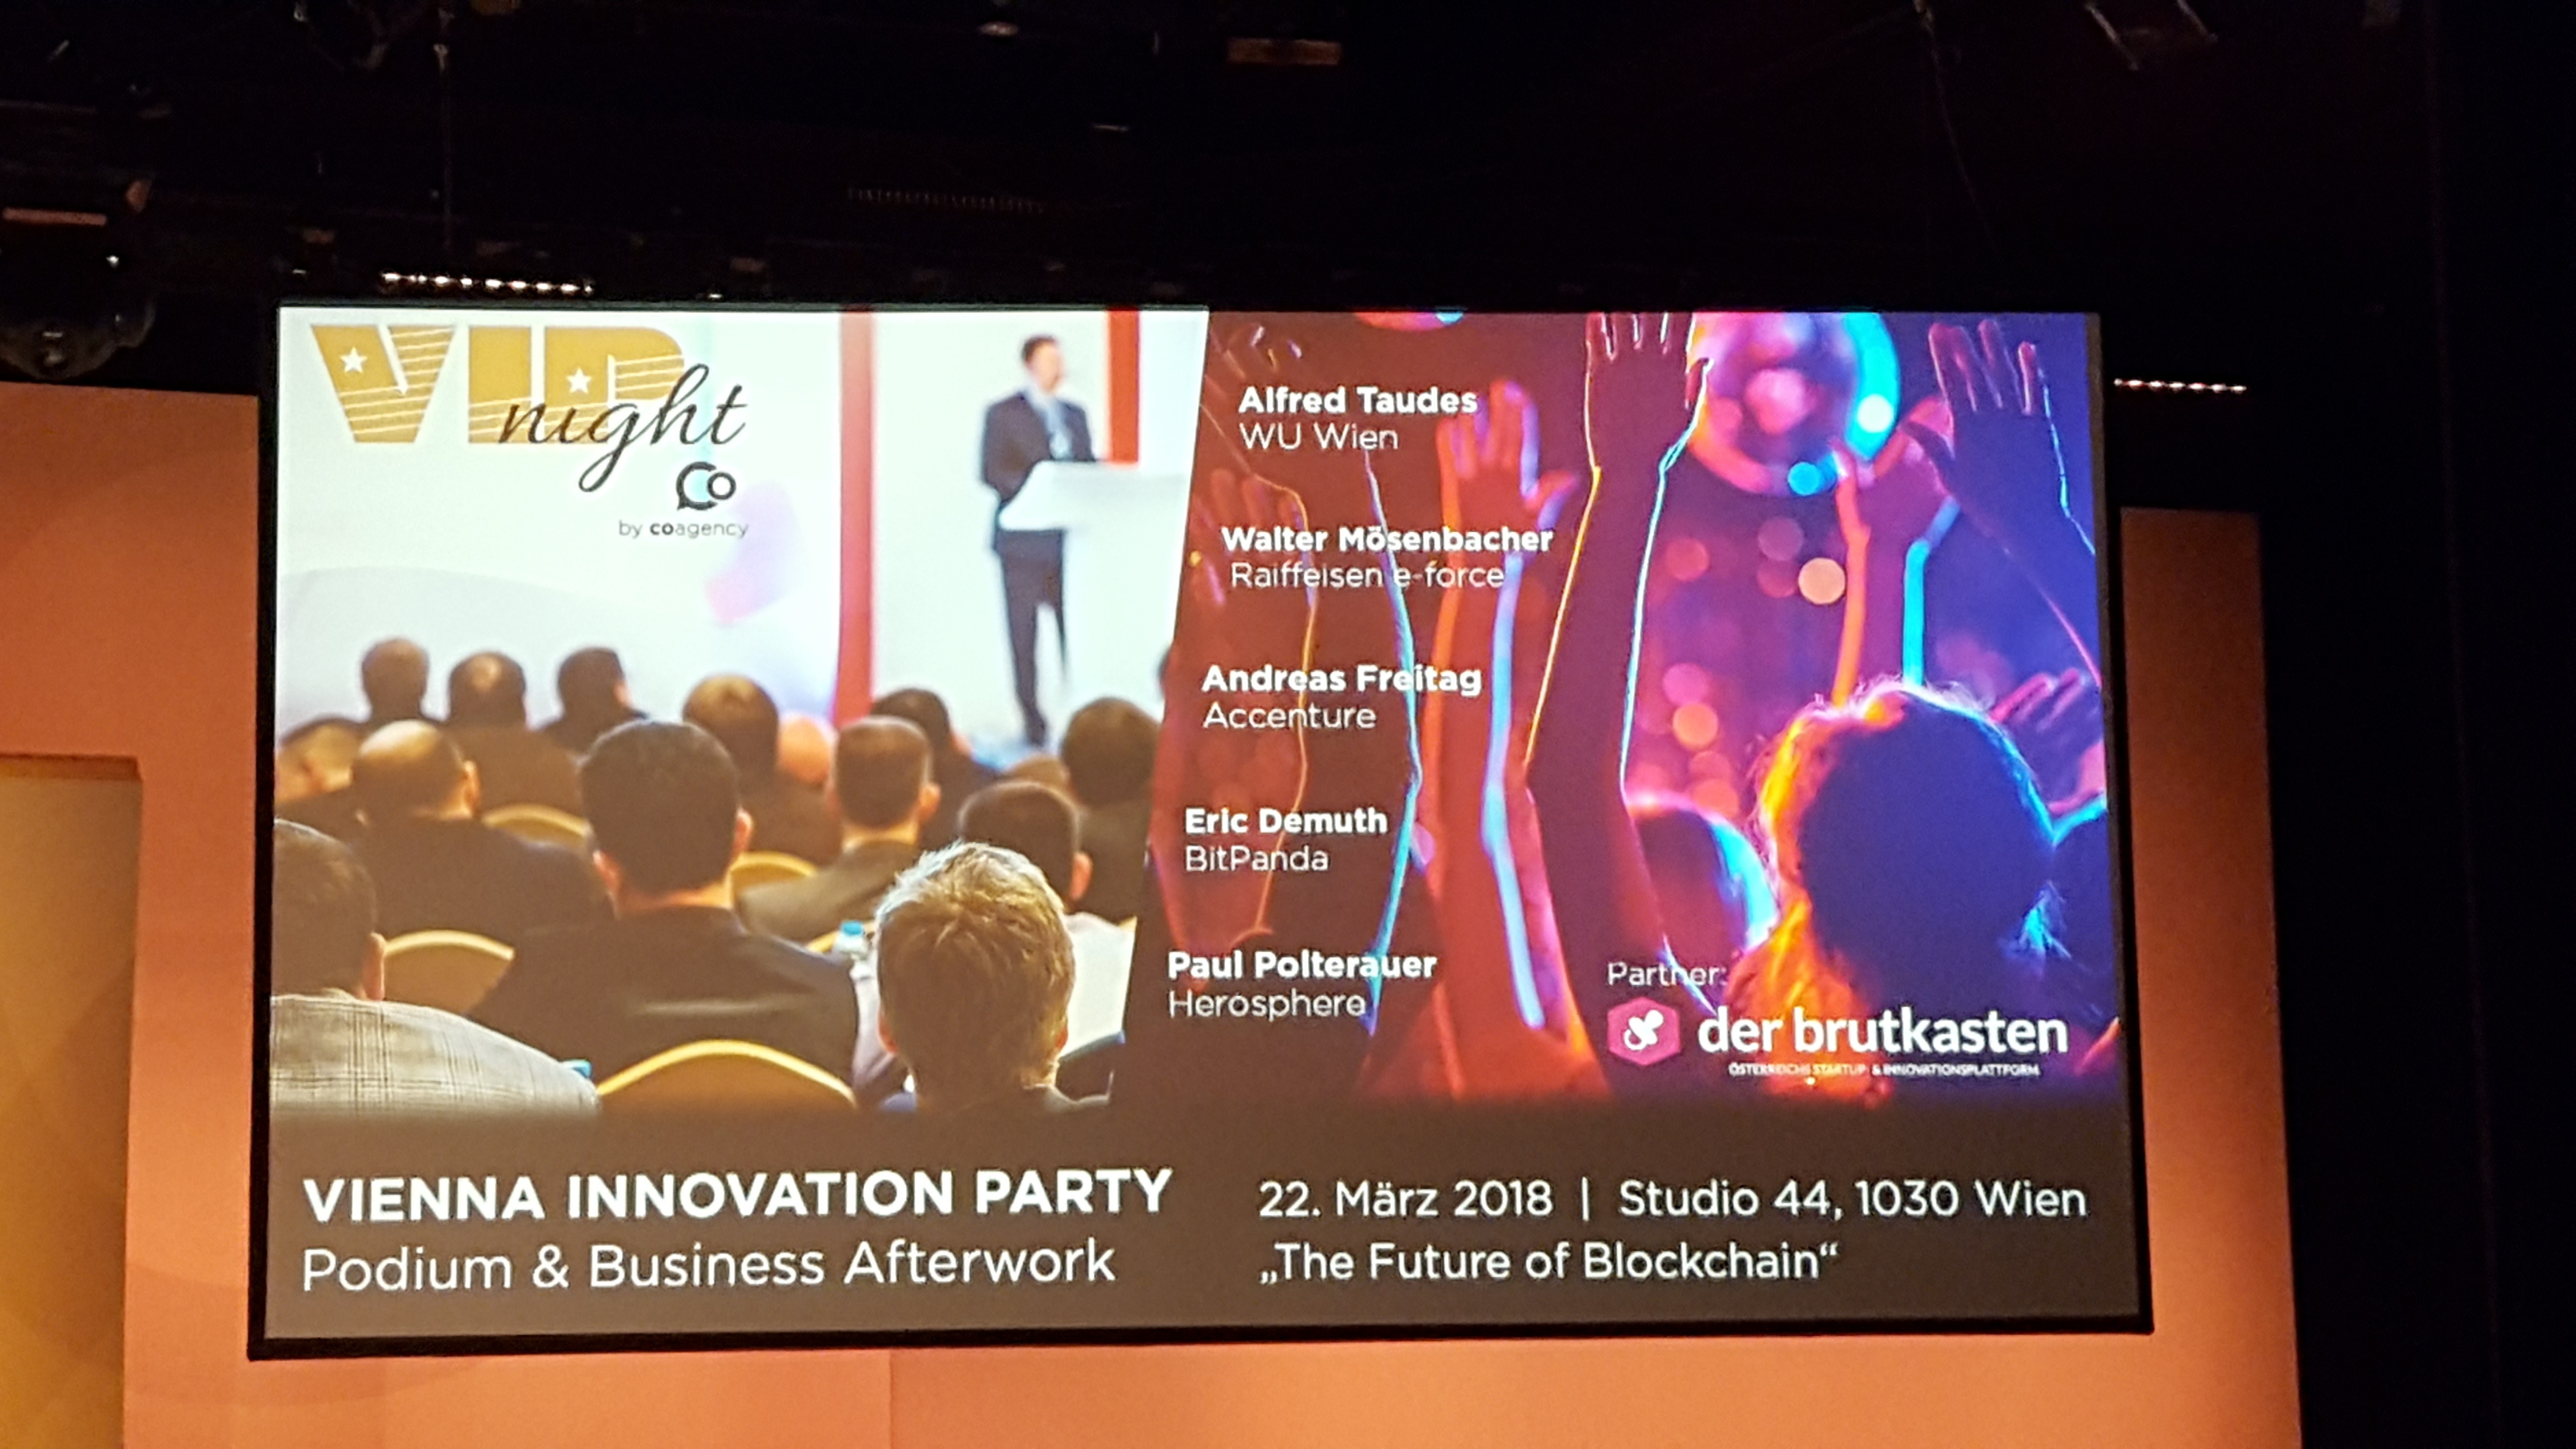 VIP
night
Co
by coagency
Alfred Taudes
WU Wien
Walter Mösenbacher
Raiffeisen e-force
Andreas Freitag
Accenture
Eric Demuth
BitPanda
Paul Polterauer
Herosphere
Partner:
der brutkasten
ÖSTERREICHS STARTUP- & INNOVATIONSPLATTFORM
VIENNA INNOVATION PARTY
Podium & Business Afterwork
22. März 2018 | Studio 44, 1030 Wien
„The Future of Blockchain“